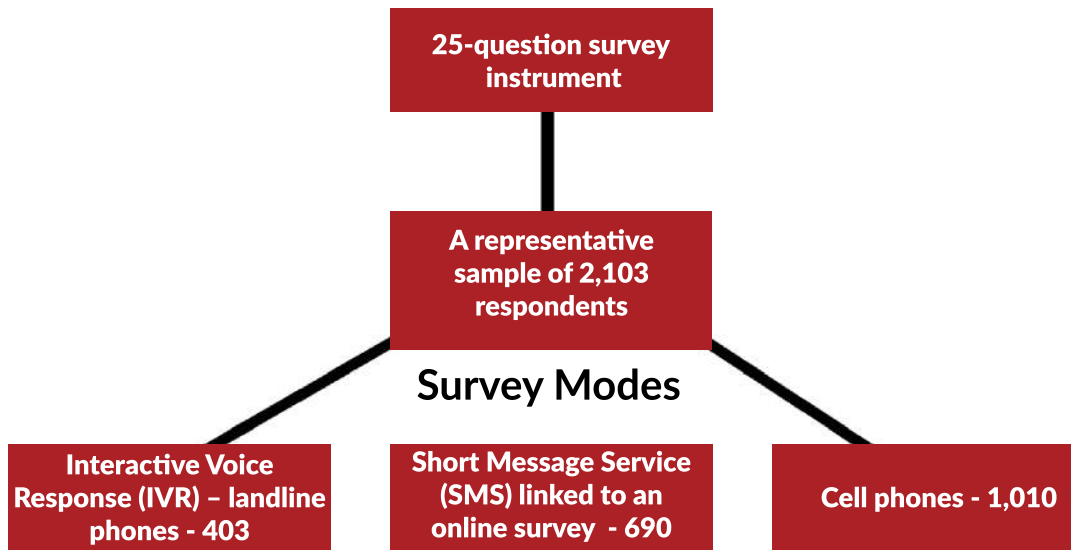 25-question survey
instrument
A representative
sample of 2,103
respondents
Survey Modes
Interactive Voice
Response (IVR) – landline
phones - 403
Short Message Service
(SMS) linked to an
online survey - 690
Cell phones - 1,010